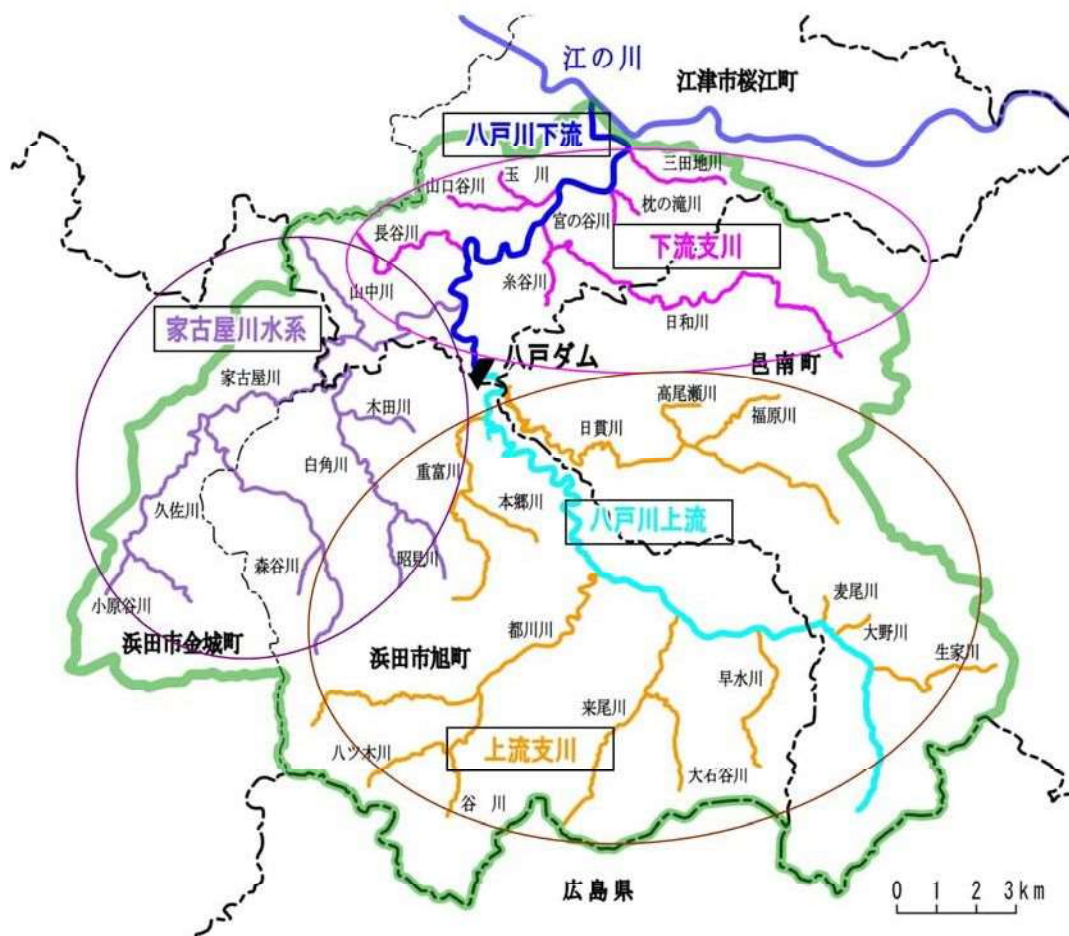 江の川
江津市桜江町
八戸川下流
三田地川
玉 川
山口谷川
枕の滝川
宮の谷川
長谷川
下流支川
糸谷川
山中川
日和川
家古屋川水系
八戸ダム
邑南町
家古屋川
高尾瀬川
木田川
福原川
日貫川
白角川
重富川
本郷川
久佐川
八戸川上流
森谷川
昭見川
麦尾川
小原谷川
大野川
浜田市金城町
都川川
生家川
浜田市旭町
早水川
来尾川
八ツ木川
上流支川
大石谷川
谷 川
広島県
0 1 2 3km